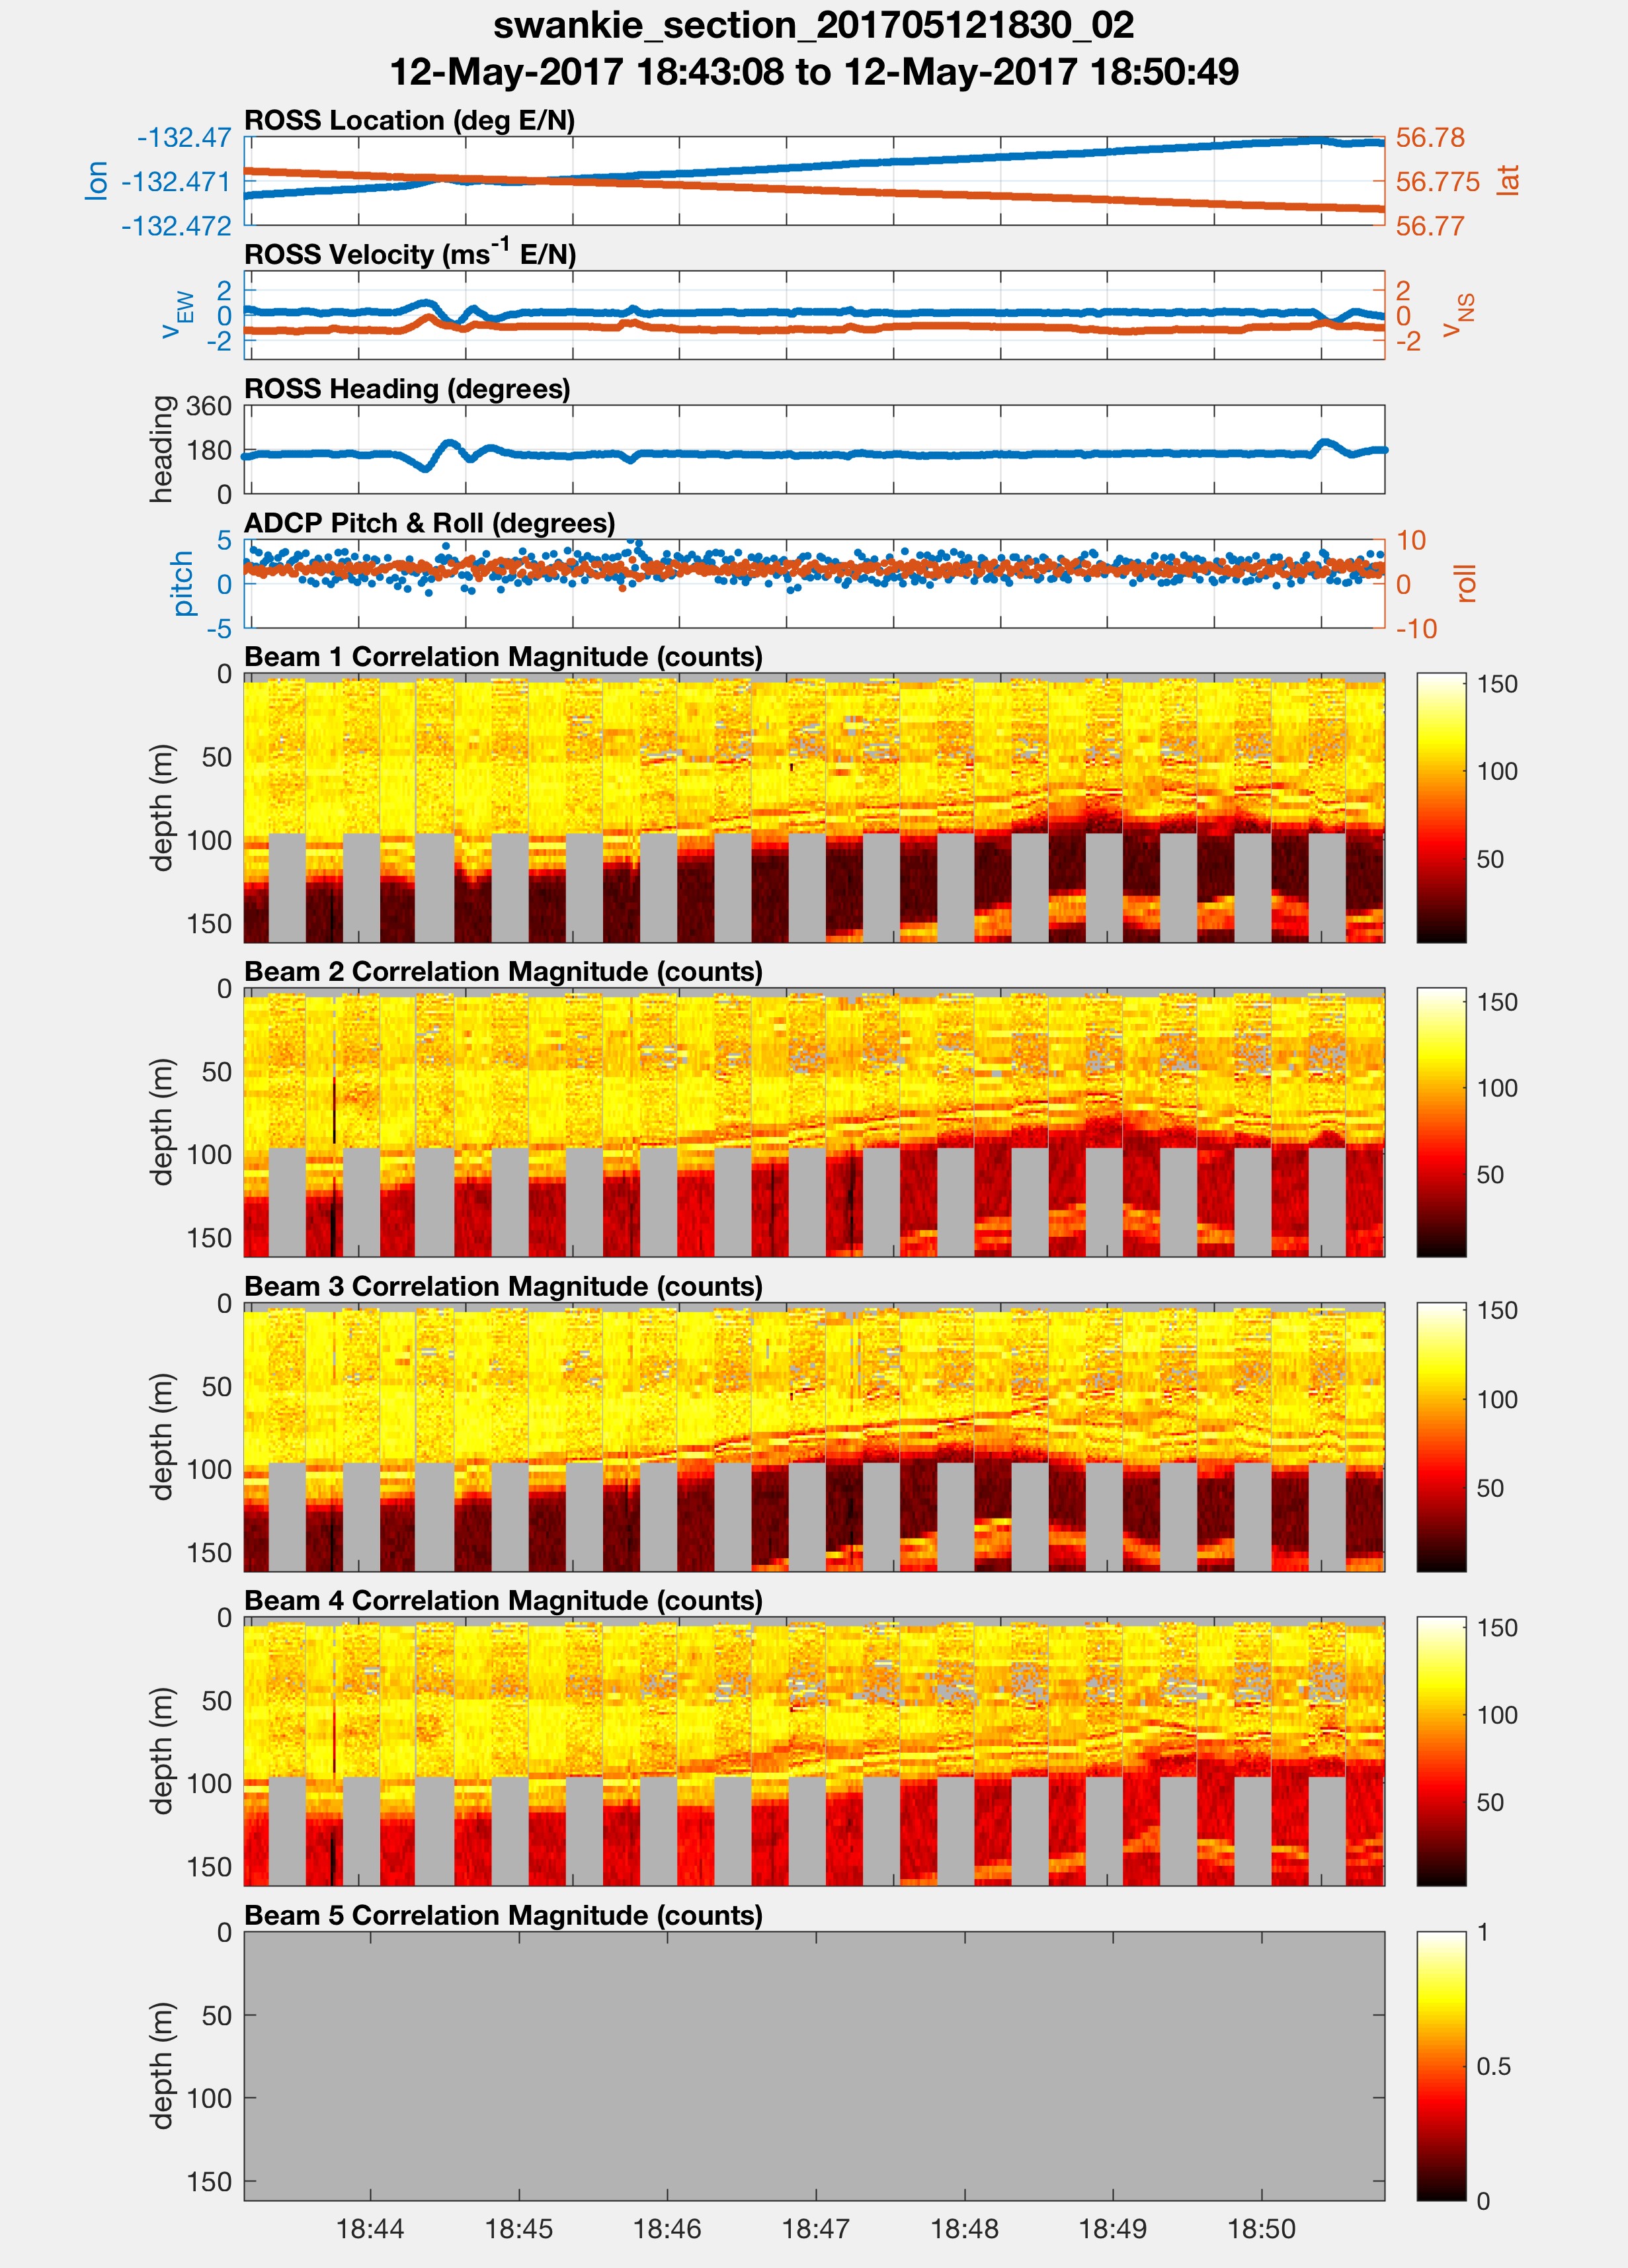 swankie_section_201705121830_02
12-May-2017 18:43:08 to 12-May-2017 18:50:49
ROSS Location (deg E/N)
-132.47
-132.471
-132.472
lon
56.78
56.775
56.77
lat
ROSS Velocity (ms-1 E/N)
2
0
-2
vEW
2
0
-2
vNS
ROSS Heading (degrees)
360
180
0
heading
ADCP Pitch & Roll (degrees)
5
0
-5
pitch
10
0
-10
roll
Beam 1 Correlation Magnitude (counts)
0
50
100
150
depth (m)
150
100
50
Beam 2 Correlation Magnitude (counts)
0
50
100
150
depth (m)
150
100
50
Beam 3 Correlation Magnitude (counts)
0
50
100
150
depth (m)
150
100
50
Beam 4 Correlation Magnitude (counts)
0
50
100
150
depth (m)
150
100
50
Beam 5 Correlation Magnitude (counts)
0
50
100
150
depth (m)
1
0.5
0
18:44 18:45 18:46 18:47 18:48 18:49 18:50